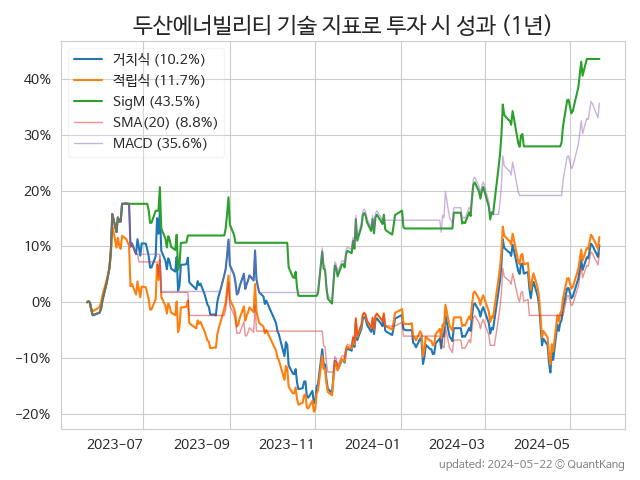 두산에너빌리티 기술 지표로 투자 시 성과 (1년)
거치식 (10.2%)
적립식 (11.7%)
SigM (43.5%)
SMA(20) (8.8%)
MACD (35.6%)
40%
30%
20%
10%
0%
−10%
−20%
2023−07
2023−09
2023−11
2024−01
2024−03
2024−05
updated: 2024-05-22 © QuantKang